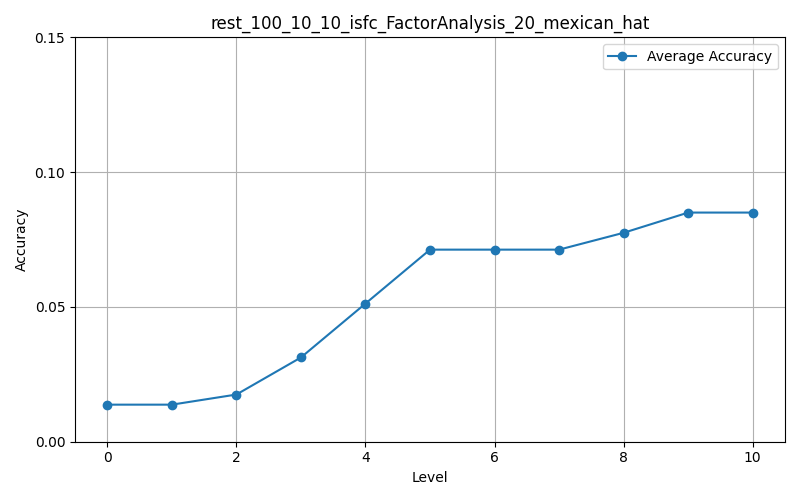 rest_100_10_10_isfc_FactorAnalysis_20_mexican_hat
Average Accuracy
0.15
0.10
0.05
0.00
Accuracy
0 2 4 6 8 10
Level